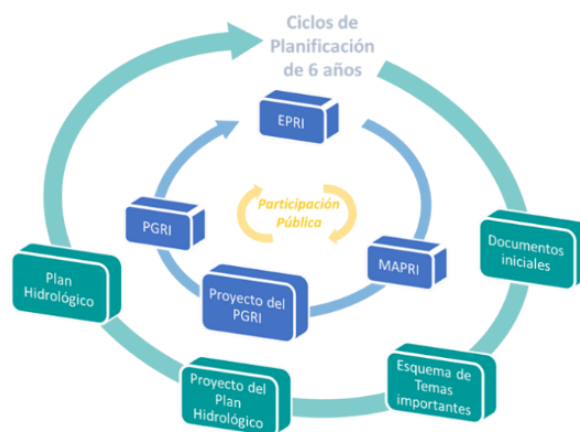 Ciclos de
Planificación
de 6 años
EPRI
Participación
Pública
PGRI
MAPRI
Proyecto del
PGRI
Documentos
iniciales
Plan
Hidrológico
Esquema de
Temas
importantes
Proyecto del
Plan
Hidrológico